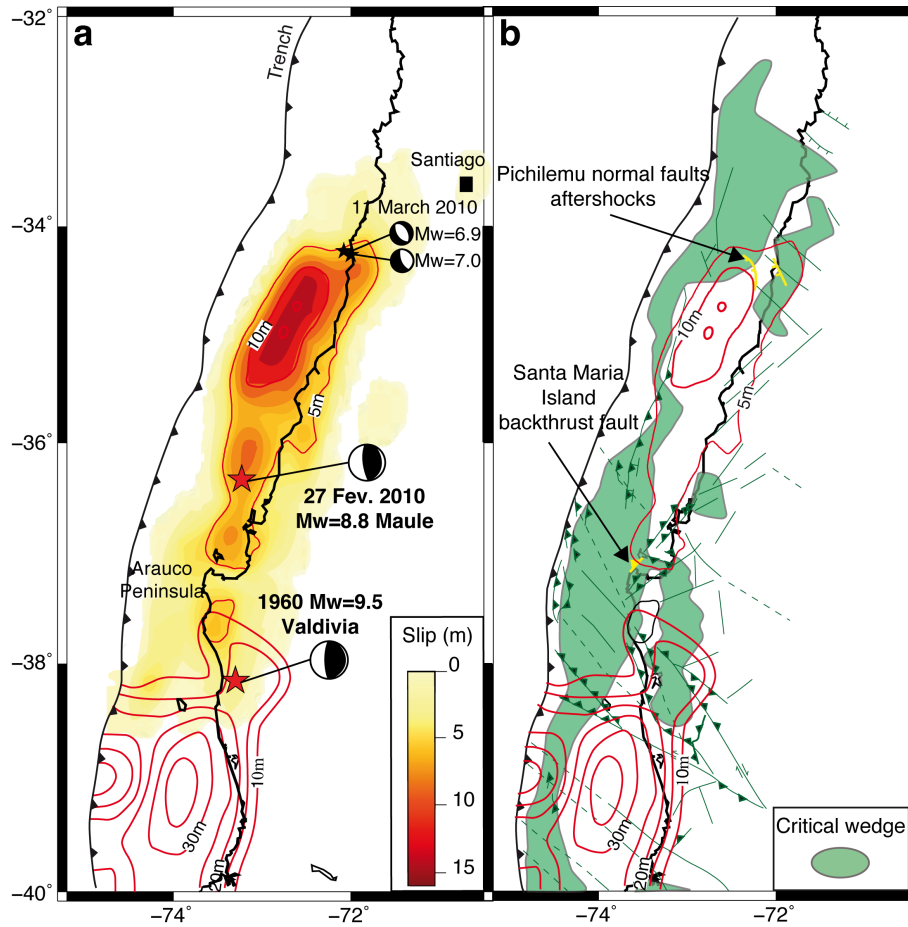 a
b
−32°
−34°
−36°
−38°
−40°
Trench
Santiago
11 March 2010
Mw=6.9
Mw=7.0
10m
5m
27 Fev. 2010
Mw=8.8 Maule
Arauco
Peninsula
1960 Mw=9.5
Valdivia
10m
30m
20m
Slip (m)
0
5
10
15
−74°
−72°
Pichilemu normal faults
aftershocks
10m
5m
Santa Maria
Island
backthrust fault
10m
30m
20m
Critical wedge
−74°
−72°